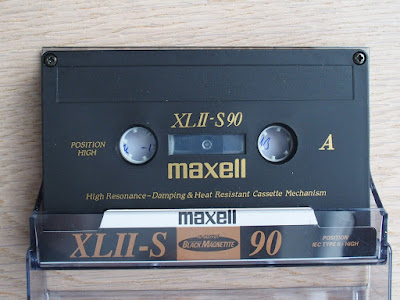 XLII-S90
POSITION
HIGH
A
maxell
High Resonance-Damping & Heat Resistant Cassette Mechanism
maxell
XLII-S
BLACK MAGNETITE
90
POSITION
IEC TYPE II • HIGH